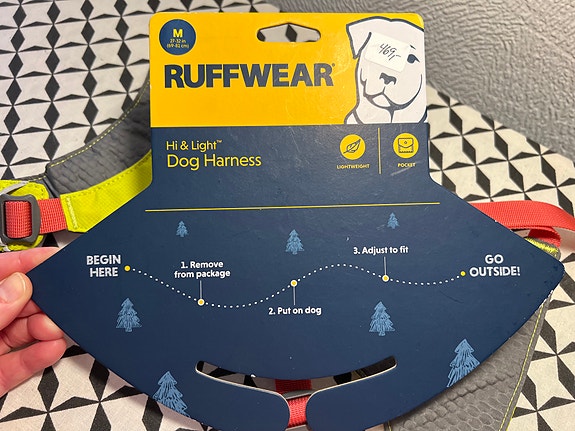 M
27-32 in
(69-81 cm)
469,-
RUFFWEAR®
Hi & Light™
Dog Harness
LIGHTWEIGHT
POCKET
BEGIN
HERE
1. Remove
from package
2. Put on dog
3. Adjust to fit
GO
OUTSIDE!